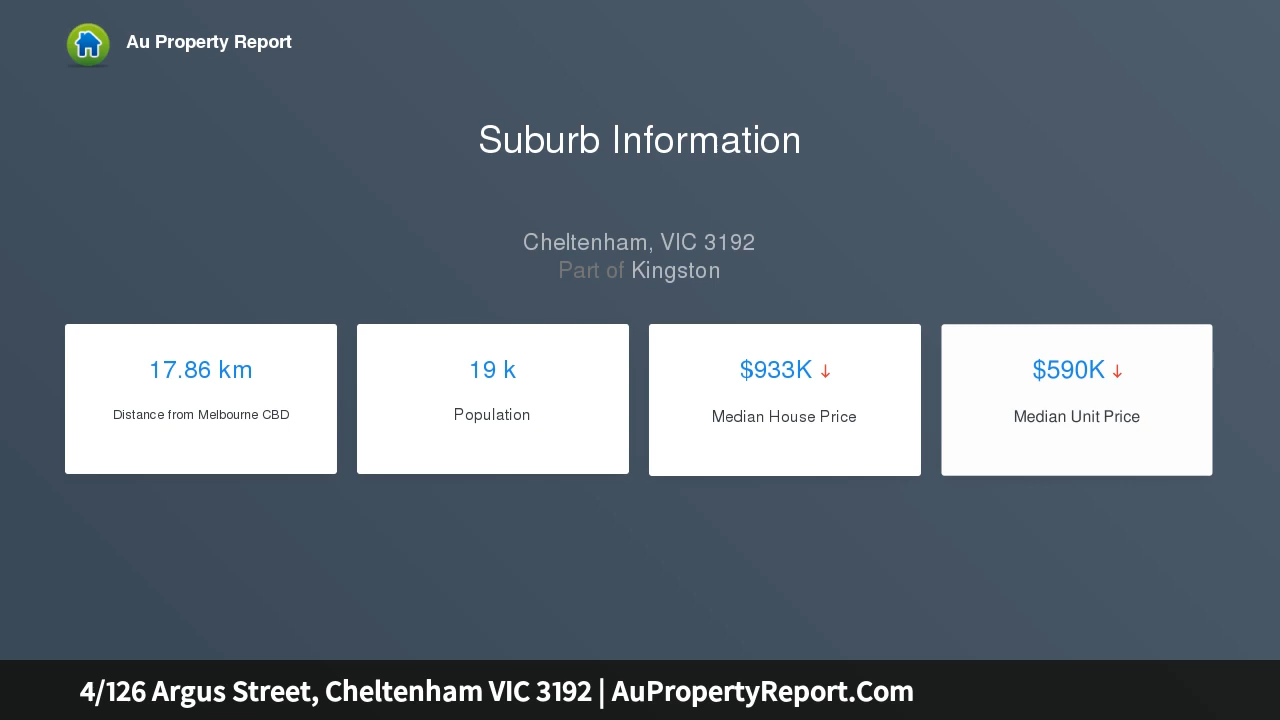 Au Property Report
Suburb Information
Cheltenham, VIC 3192
Part of Kingston
17.86 km
Distance from Melbourne CBD
19 k
Population
$933K ↓
Median House Price
$590K ↓
Median Unit Price
4/126 Argus Street, Cheltenham VIC 3192 | AuPropertyReport.Com